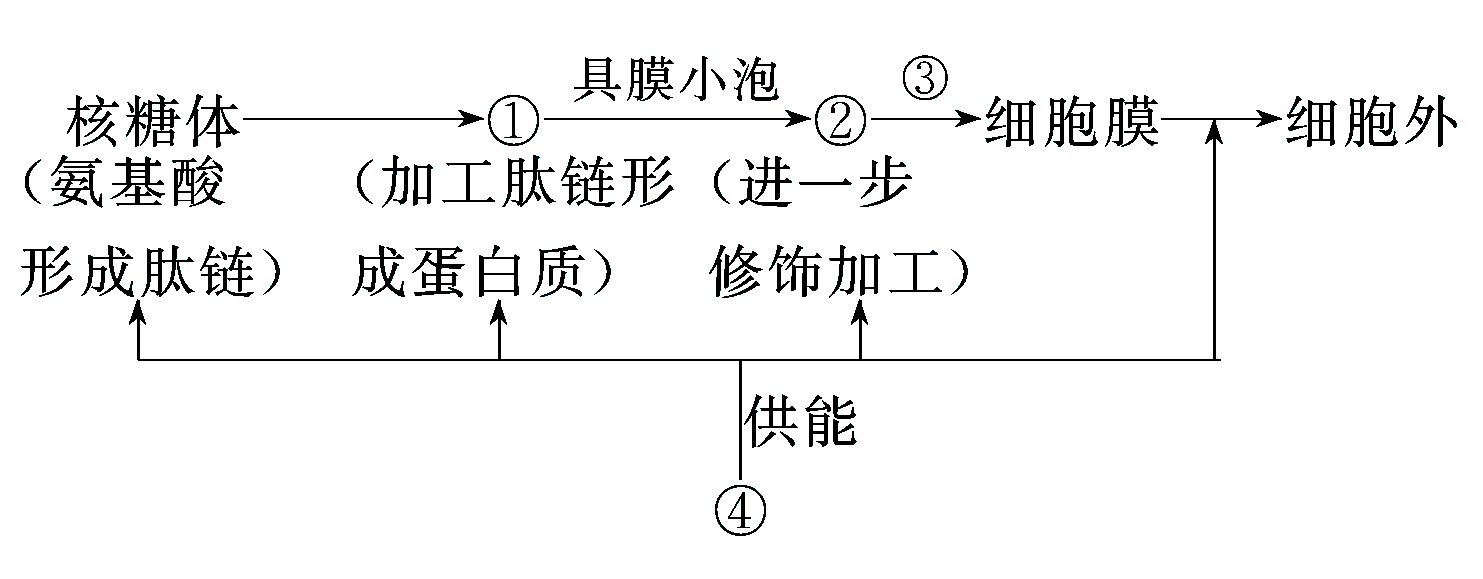 具膜小泡 ③
核糖体 ① ② 细胞膜 细胞外
（氨基酸 （加工肽链形 （进一步
形成肽链） 成蛋白质） 修饰加工）
供能
④